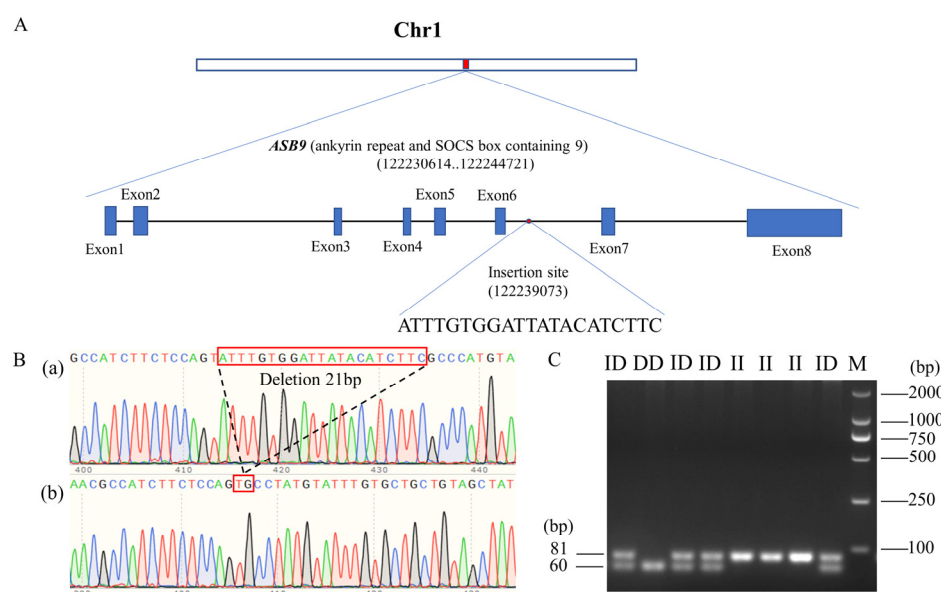 A
Chr1
ASB9 (ankyrin repeat and SOCS box containing 9)
(122230614..122244721)
Exon1
Exon2
Exon3
Exon4
Exon5
Exon6
Exon7
Exon8
Insertion site
(122239073)
ATTTGTGGATTATACATCTTC
B
(a)
GCCATCTTCTCCAGTATTTGTGGATTATACATCTTCGCCCATGTA
Deletion 21bp
400 410 420 430 440
(b)
AACGCCATCTTCTCCAGTGCCTATGTATTTGTGCTGCTGTAGCTAT
C
ID DD ID ID II II II ID M
(bp)
2000
1000
750
500
250
100
(bp)
81
60